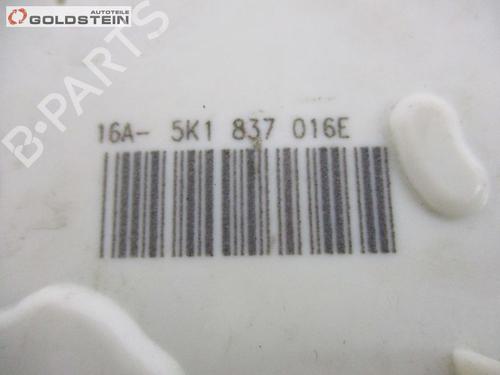 AUTOTEILE
GOLDSTEIN
B-PARTS
16A- 5K1 837 016E